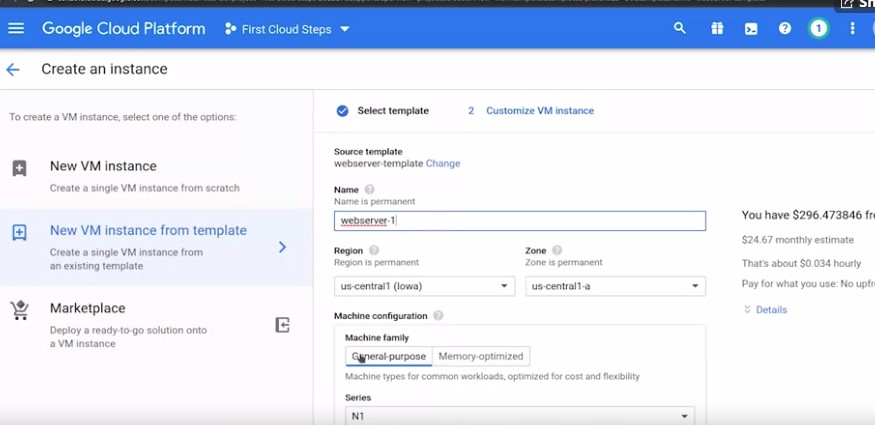 Google Cloud Platform
First Cloud Steps
1
Create an instance
To create a VM instance, select one of the options:
New VM instance
Create a single VM instance from scratch
New VM instance from template
Create a single VM instance from
an existing template
Marketplace
Deploy a ready-to-go solution onto
a VM instance
Select template
2 Customize VM instance
Source template
webserver-template Change
Name
Name is permanent
webserver-1
Region
Region is permanent
us-central1 (Iowa)
Zone
Zone is permanent
us-central1-a
Machine configuration
Machine family
General-purpose Memory-optimized
Machine types for common workloads, optimized for cost and flexibility
Series
N1
You have $296.473846 fre
$24.67 monthly estimate
That's about $0.034 hourly
Pay for what you use: No upfr
Details